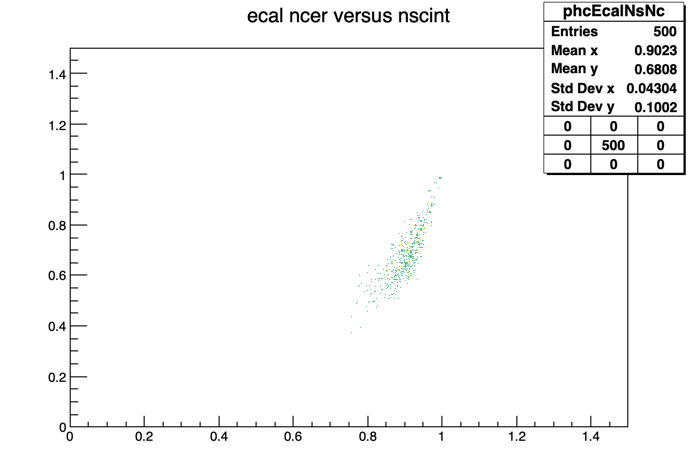 ecal ncer versus nscint
phcEcalNsNc
Entries 500
Mean x 0.9023
Mean y 0.6808
Std Dev x 0.04304
Std Dev y 0.1002
0 0 0
0 500 0
0 0 0
1.4
1.2
1
0.8
0.6
0.4
0.2
0
0 0.2 0.4 0.6 0.8 1 1.2 1.4